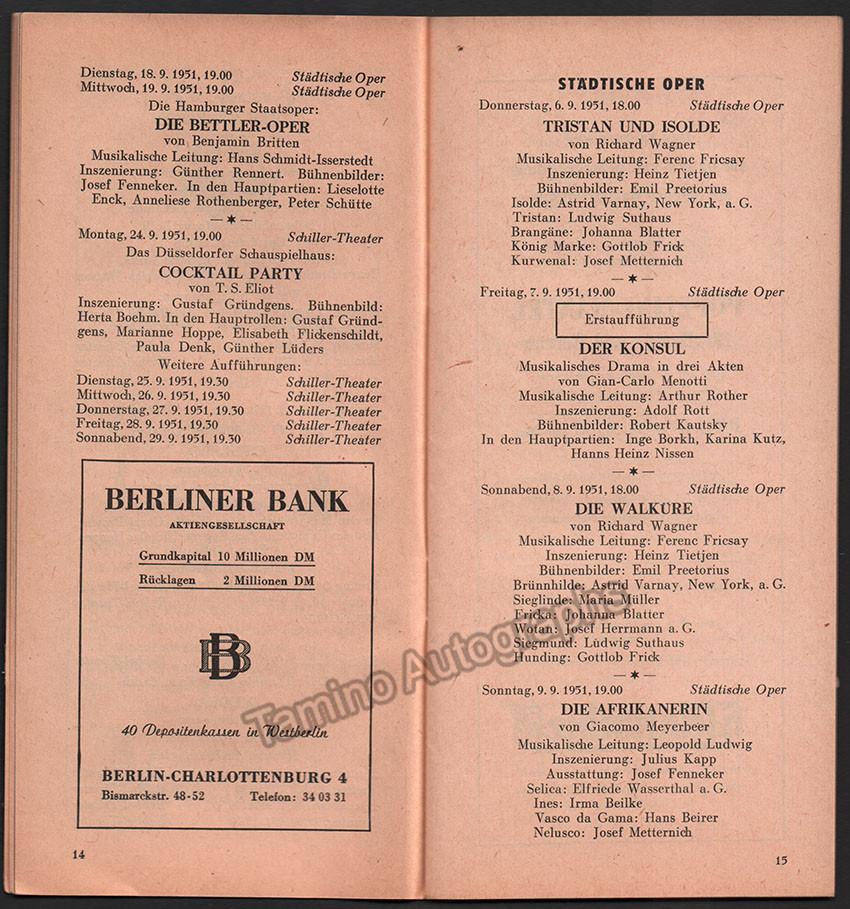 Dienstag, 18. 9. 1951, 19.00 Städtische Oper
Mittwoch, 19. 9. 1951, 19.00 Städtische Oper
Die Hamburger Staatsoper:
DIE BETTLER-OPER
von Benjamin Britten
Musikalische Leitung: Hans Schmidt-Isserstedt
Inszenierung: Günther Rennert. Bühnenbilder:
Josef Fenneker. In den Hauptpartien: Lieselotte
Enck, Anneliese Rothenberger, Peter Schütte
Montag, 24. 9. 1951, 19.00 Schiller-Theater
Das Düsseldorfer Schauspielhaus:
COCKTAIL PARTY
von T. S. Eliot
Inszenierung: Gustaf Gründgens. Bühnenbild:
Herta Boehm. In den Hauptrollen: Gustaf Gründ-
gens, Marianne Hoppe, Elisabeth Flickenschildt,
Paula Denk, Günther Lüders
Weitere Aufführungen:
Dienstag, 25. 9. 1951, 19.30 Schiller-Theater
Mittwoch, 26. 9. 1951, 19.30 Schiller-Theater
Donnerstag, 27. 9. 1951, 19.30 Schiller-Theater
Freitag, 28. 9. 1951, 19.30 Schiller-Theater
Sonnabend, 29. 9. 1951, 19.30 Schiller-Theater
BERLINER BANK
AKTIENGESELLSCHAFT
Grundkapital 10 Millionen DM
Rücklagen 2 Millionen DM
BB
40 Depositenkassen in Westberlin
BERLIN-CHARLOTTENBURG 4
Bismarckstr. 48-52 Telefon: 34 03 31
14
STÄDTISCHE OPER
Donnerstag, 6. 9. 1951, 18.00 Städtische Oper
TRISTAN UND ISOLDE
von Richard Wagner
Musikalische Leitung: Ferenc Fricsay
Inszenierung: Heinz Tietjen
Bühnenbilder: Emil Preetorius
Isolde: Astrid Varnay, New York, a. G.
Tristan: Ludwig Suthaus
Brangäne: Johanna Blatter
König Marke: Gottlob Frick
Kurwenal: Josef Metternich
Freitag, 7. 9. 1951, 19.00 Städtische Oper
Erstaufführung
DER KONSUL
Musikalisches Drama in drei Akten
von Gian-Carlo Menotti
Musikalische Leitung: Arthur Rother
Inszenierung: Adolf Rott
Bühnenbilder: Robert Kautsky
In den Hauptpartien: Inge Borkh, Karina Kutz,
Hanns Heinz Nissen
Sonnabend, 8. 9. 1951, 18.00 Städtische Oper
DIE WALKÜRE
von Richard Wagner
Musikalische Leitung: Ferenc Fricsay
Inszenierung: Heinz Tietjen
Bühnenbilder: Emil Preetorius
Brünnhilde: Astrid Varnay, New York, a. G.
Sieglinde: Maria Müller
Fricka: Johanna Blatter
Wotan: Josef Herrmann a. G.
Siegmund: Ludwig Suthaus
Hunding: Gottlob Frick
Sonntag, 9. 9. 1951, 19.00 Städtische Oper
DIE AFRIKANERIN
von Giacomo Meyerbeer
Musikalische Leitung: Leopold Ludwig
Inszenierung: Julius Kapp
Ausstattung: Josef Fenneker
Selica: Elfriede Wasserthal a. G.
Ines: Irma Beilke
Vasco da Gama: Hans Beirer
Nelusco: Josef Metternich
15
Tamino Autographs